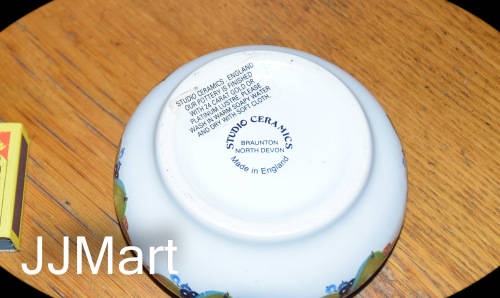 STUDIO CERAMICS, ENGLAND
OUR POTTERY IS FINISHED
WITH 24 CARAT GOLD OR
PLATINUM LUSTRE. PLEASE
WASH IN WARM SOAPY WATER
AND DRY WITH SOFT CLOTH.
STUDIO CERAMICS
BRAUNTON
NORTH DEVON
Made in England
JJMart